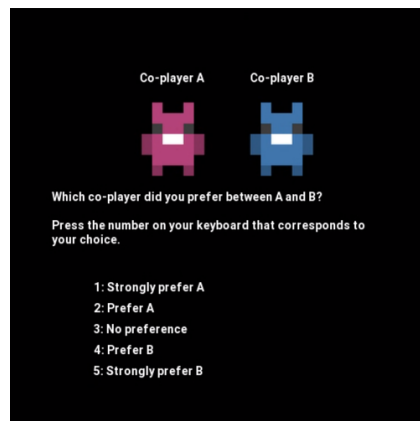 Co-player A Co-player B
Which co-player did you prefer between A and B?
Press the number on your keyboard that corresponds to
your choice.
1: Strongly prefer A
2: Prefer A
3: No preference
4: Prefer B
5: Strongly prefer B